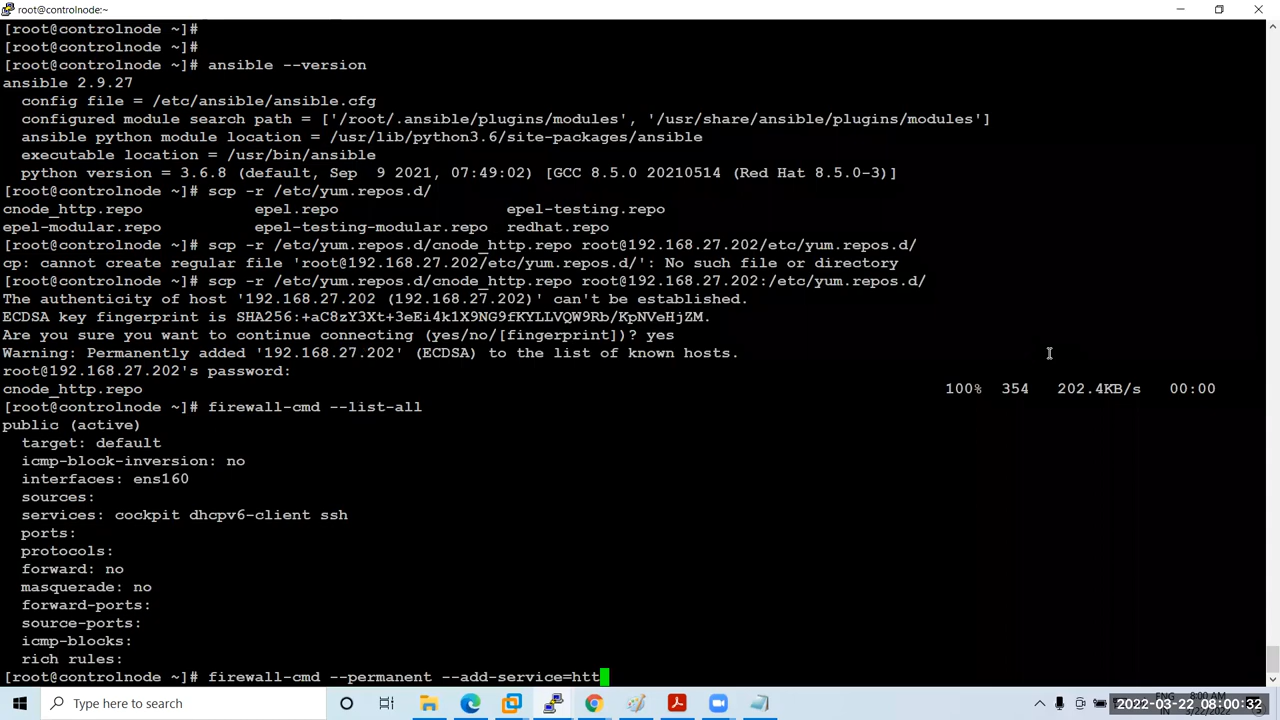 root@controlnode:~
[root@controlnode ~]#
[root@controlnode ~]#
[root@controlnode ~]# ansible --version
ansible 2.9.27
  config file = /etc/ansible/ansible.cfg
  configured module search path = ['/root/.ansible/plugins/modules', '/usr/share/ansible/plugins/modules']
  ansible python module location = /usr/lib/python3.6/site-packages/ansible
  executable location = /usr/bin/ansible
  python version = 3.6.8 (default, Sep  9 2021, 07:49:02) [GCC 8.5.0 20210514 (Red Hat 8.5.0-3)]
[root@controlnode ~]# scp -r /etc/yum.repos.d/
cnode_http.repo            epel.repo                  epel-testing.repo
epel-modular.repo          epel-testing-modular.repo  redhat.repo
[root@controlnode ~]# scp -r /etc/yum.repos.d/cnode_http.repo root@192.168.27.202/etc/yum.repos.d/
cp: cannot create regular file 'root@192.168.27.202/etc/yum.repos.d/': No such file or directory
[root@controlnode ~]# scp -r /etc/yum.repos.d/cnode_http.repo root@192.168.27.202:/etc/yum.repos.d/
The authenticity of host '192.168.27.202 (192.168.27.202)' can't be established.
ECDSA key fingerprint is SHA256:+aC8zY3Xt+3eEi4k1X9NG9fKYLLVQW9Rb/KpNVeHjZM.
Are you sure you want to continue connecting (yes/no/[fingerprint])? yes
Warning: Permanently added '192.168.27.202' (ECDSA) to the list of known hosts.
root@192.168.27.202's password:
cnode_http.repo 100% 354 202.4KB/s 00:00
[root@controlnode ~]# firewall-cmd --list-all
public (active)
  target: default
  icmp-block-inversion: no
  interfaces: ens160
  sources:
  services: cockpit dhcpv6-client ssh
  ports:
  protocols:
  forward: no
  masquerade: no
  forward-ports:
  source-ports:
  icmp-blocks:
  rich rules:
[root@controlnode ~]# firewall-cmd --permanent --add-service=htt
Type here to search
ENG
8:00 AM
2022-03-22 08:00:32